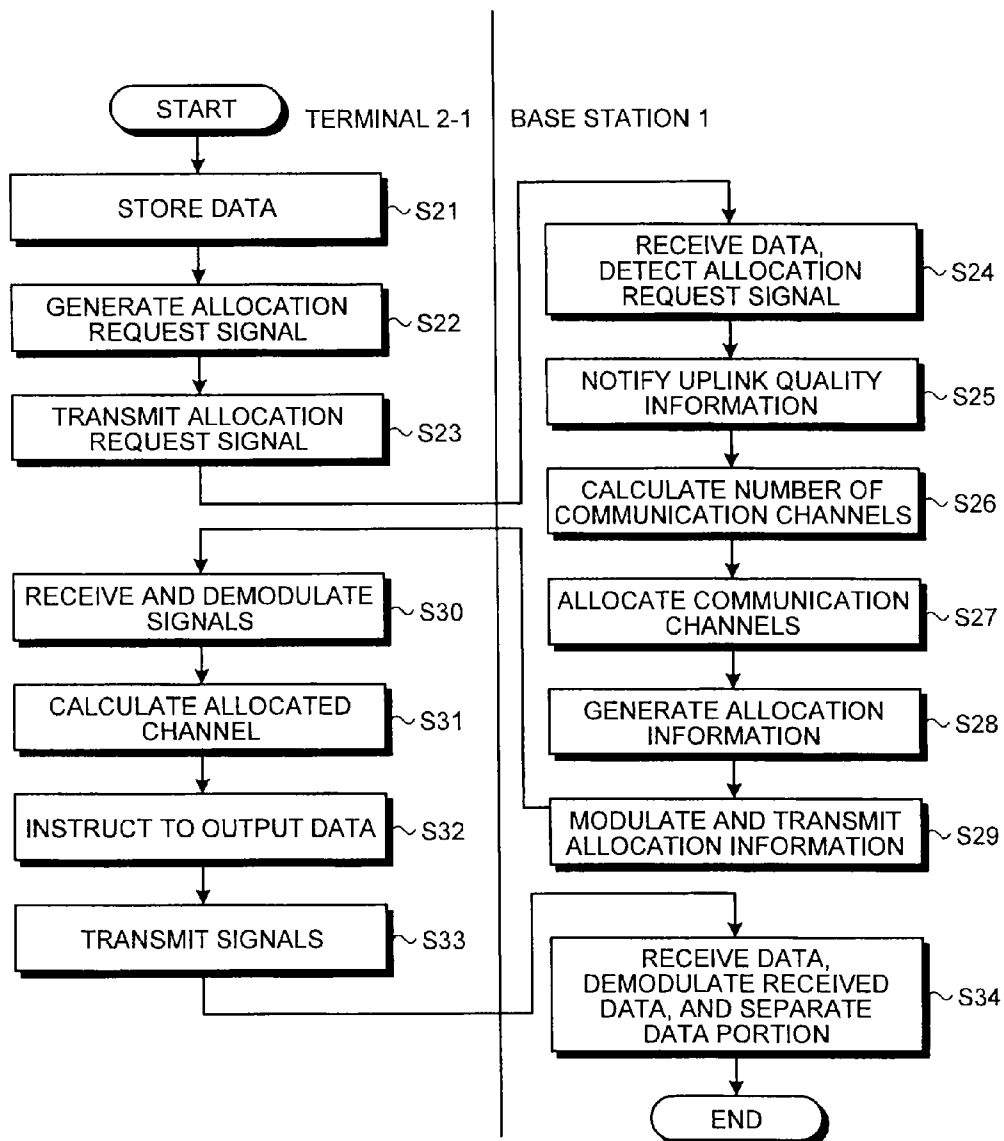 START
TERMINAL 2-1
BASE STATION 1
STORE DATA
S21
GENERATE ALLOCATION
REQUEST SIGNAL
S22
TRANSMIT ALLOCATION
REQUEST SIGNAL
S23
RECEIVE DATA,
DETECT ALLOCATION
REQUEST SIGNAL
S24
NOTIFY UPLINK QUALITY
INFORMATION
S25
CALCULATE NUMBER OF
COMMUNICATION CHANNELS
S26
ALLOCATE COMMUNICATION
CHANNELS
S27
GENERATE ALLOCATION
INFORMATION
S28
MODULATE AND TRANSMIT
ALLOCATION INFORMATION
S29
RECEIVE AND DEMODULATE
SIGNALS
S30
CALCULATE ALLOCATED
CHANNEL
S31
INSTRUCT TO OUTPUT DATA
S32
TRANSMIT SIGNALS
S33
RECEIVE DATA,
DEMODULATE RECEIVED
DATA, AND SEPARATE
DATA PORTION
S34
END